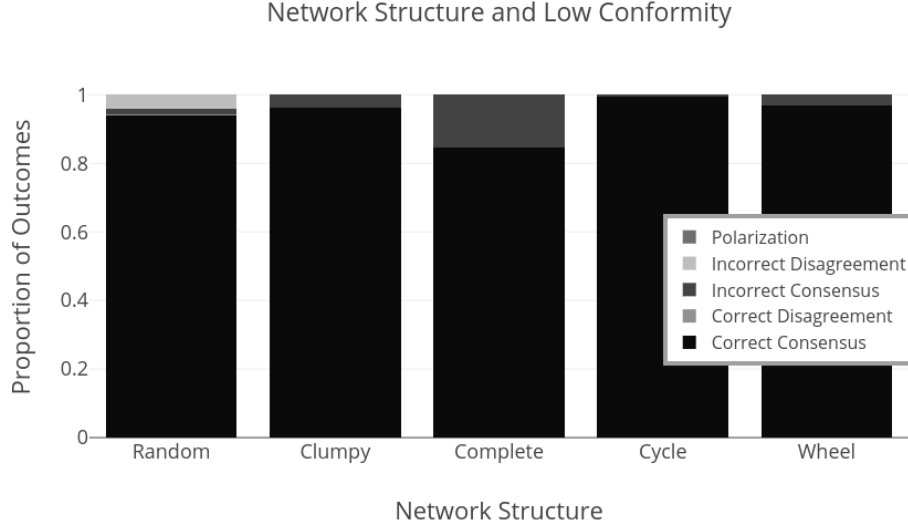 Network Structure and Low Conformity
Proportion of Outcomes
1
0.8
0.6
0.4
0.2
0
Polarization
Incorrect Disagreement
Incorrect Consensus
Correct Disagreement
Correct Consensus
Random
Clumpy
Complete
Cycle
Wheel
Network Structure